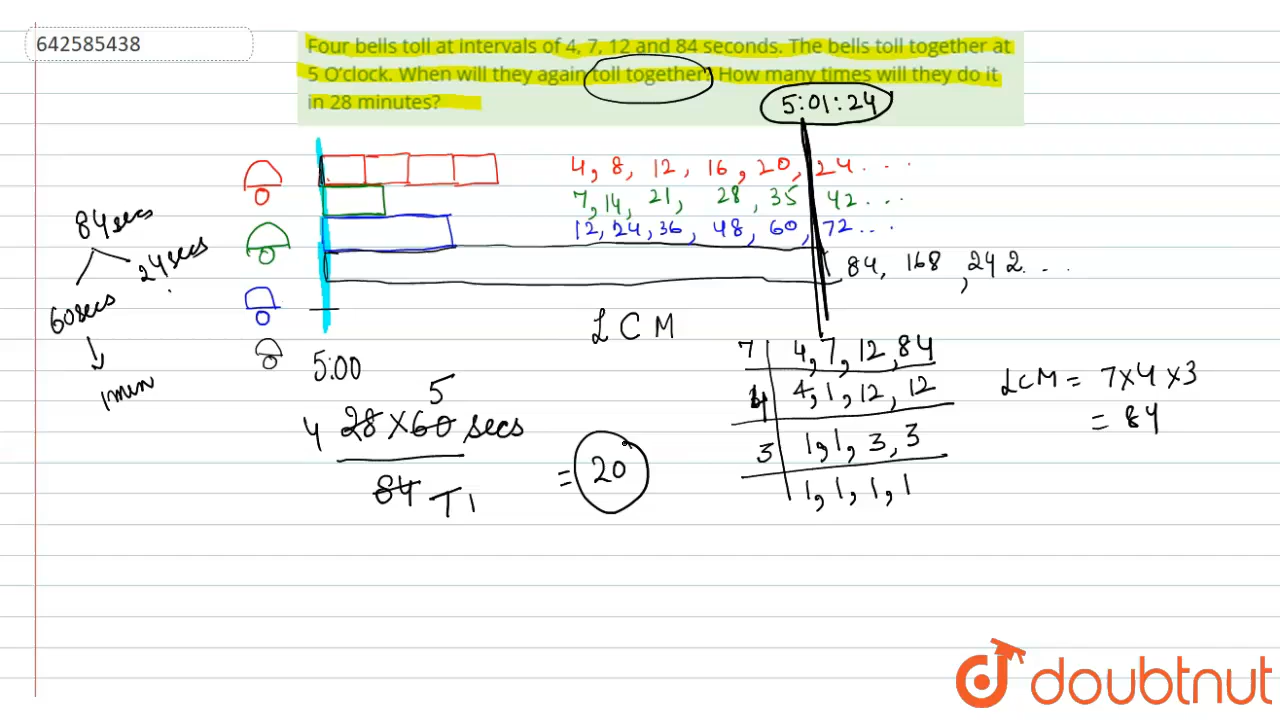 642585438
Four bells toll at intervals of 4, 7, 12 and 84 seconds. The bells toll together at
5 O'clock. When will they again toll together? How many times will they do it
in 28 minutes?
5:01:24
4, 8, 12, 16, 20, 24 ....
7, 14, 21, 28, 35 42 ...
12, 24, 36, 48, 60, 72 ...
84, 168, 242...
84 secs
60 secs 24 secs
1 min
5:00
LCM
7 | 4, 7, 12, 84
4 | 4, 1, 12, 12
3 | 1, 1, 3, 3
1, 1, 1, 1
LCM = 7 x 4 x 3
= 84
5
4 28 x 60 secs
84
= 20
doubtnut